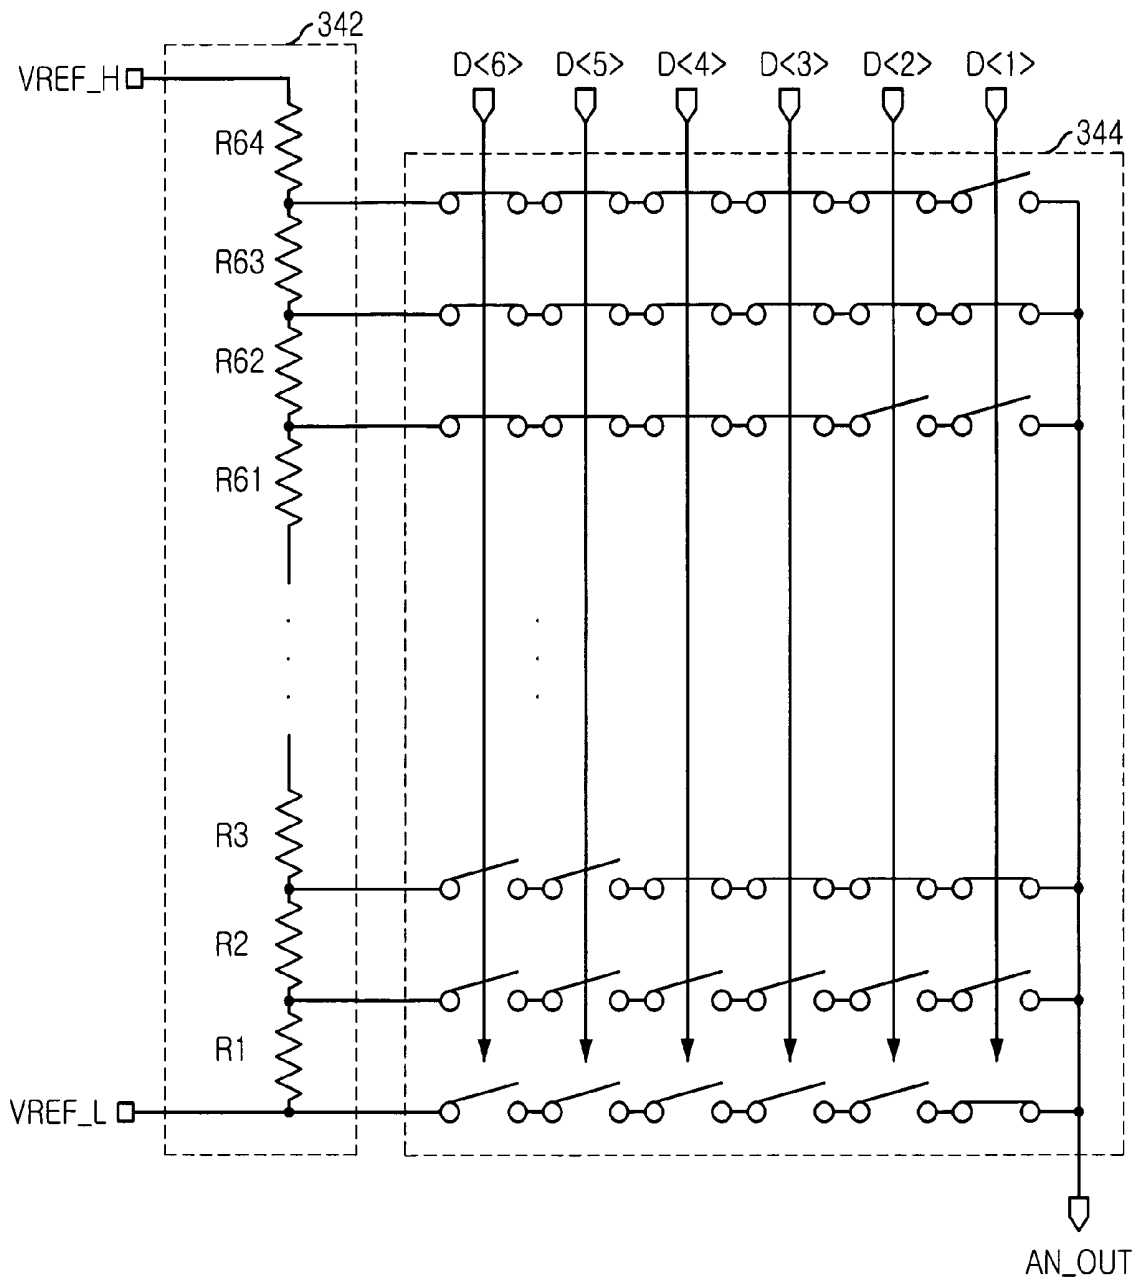 342
VREF_H
D<6> D<5> D<4> D<3> D<2> D<1>
344
R64
R63
R62
R61
R3
R2
R1
VREF_L
AN_OUT